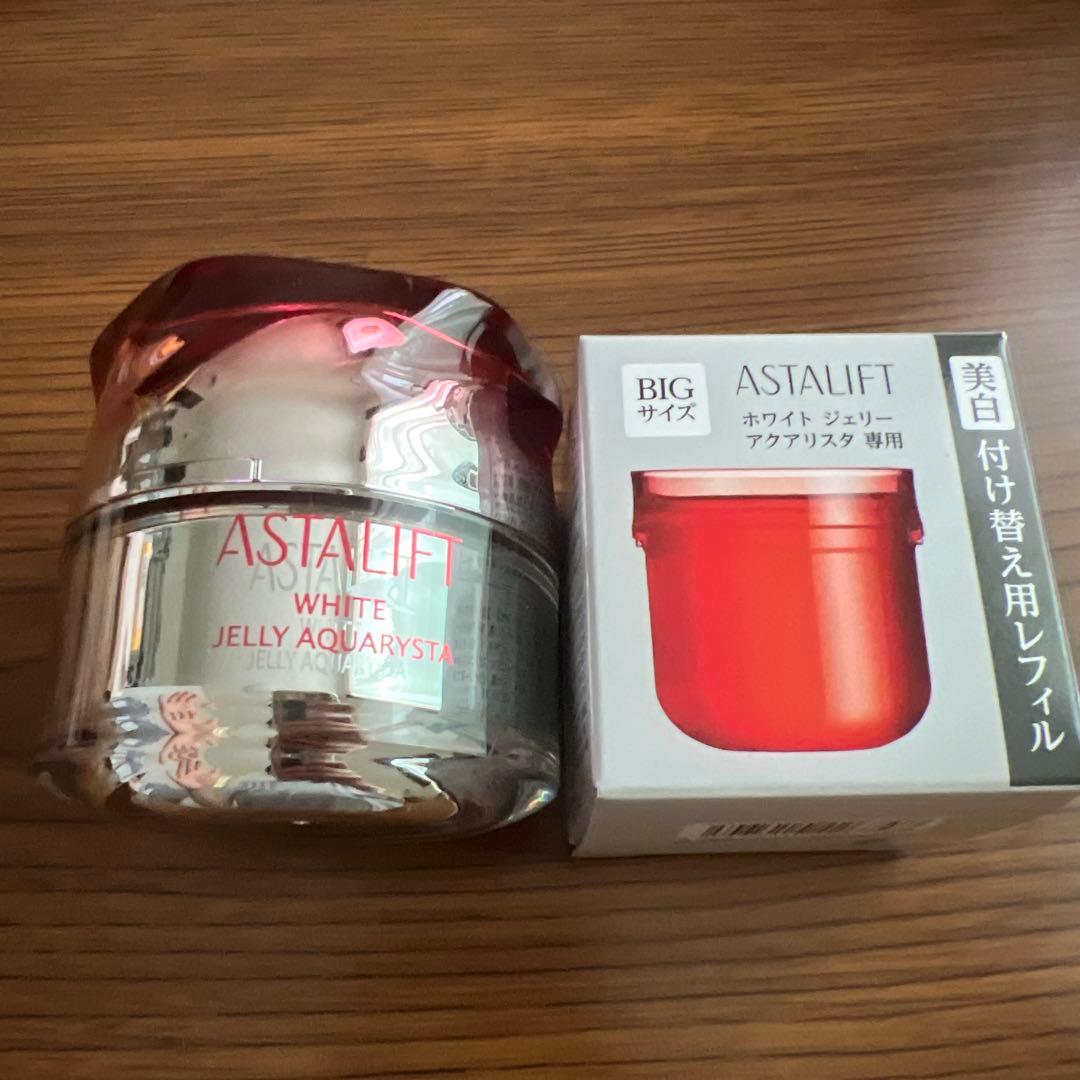 ASTALIFT
WHITE
JELLY AQUARYSTA
BIG
サイズ
ASTALIFT
ホワイト ジェリー
アクアリスタ 専用
美白
付け替え用レフィル